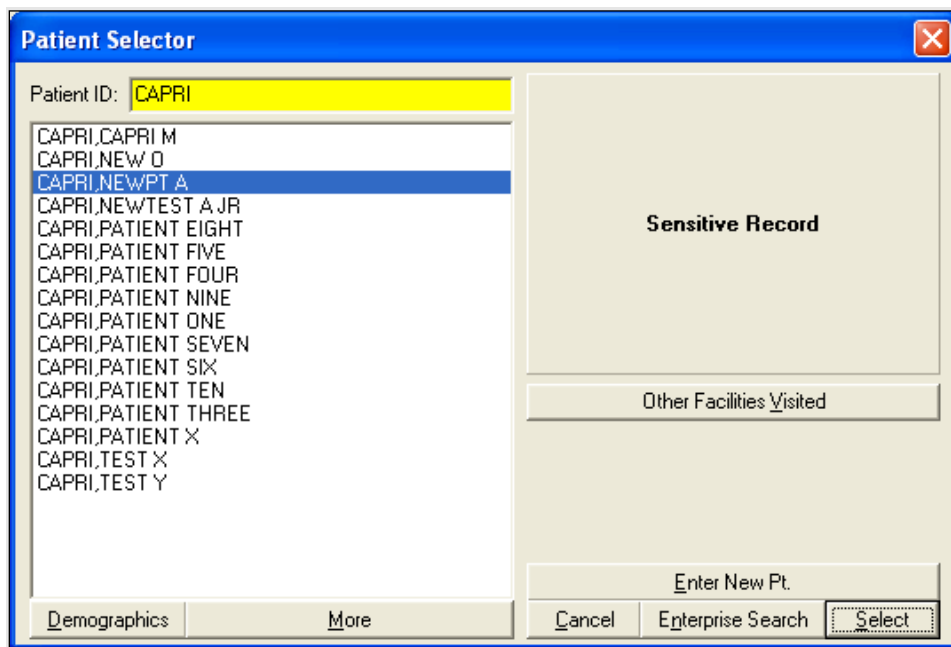 Patient Selector
Patient ID: CAPRI
CAPRI,CAPRI M
CAPRI,NEW O
CAPRI,NEWPT A
CAPRI,NEWTEST A JR
CAPRI,PATIENT EIGHT
CAPRI,PATIENT FIVE
CAPRI,PATIENT FOUR
CAPRI,PATIENT NINE
CAPRI,PATIENT ONE
CAPRI,PATIENT SEVEN
CAPRI,PATIENT SIX
CAPRI,PATIENT TEN
CAPRI,PATIENT THREE
CAPRI,PATIENT X
CAPRI,TEST X
CAPRI,TEST Y
Demographics More
Sensitive Record
Other Facilities Visited
Enter New Pt.
Cancel Enterprise Search Select